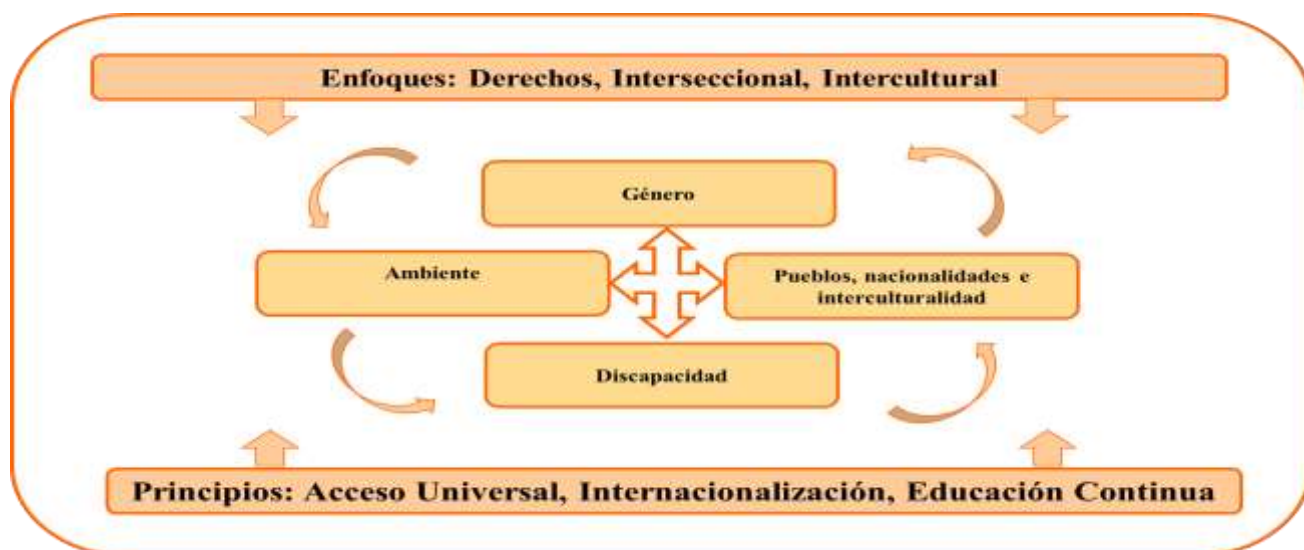 Enfoques: Derechos, Interseccional, Intercultural
Género
Ambiente
Pueblos, nacionalidades e
interculturalidad
Discapacidad
Principios: Acceso Universal, Internacionalización, Educación Continua